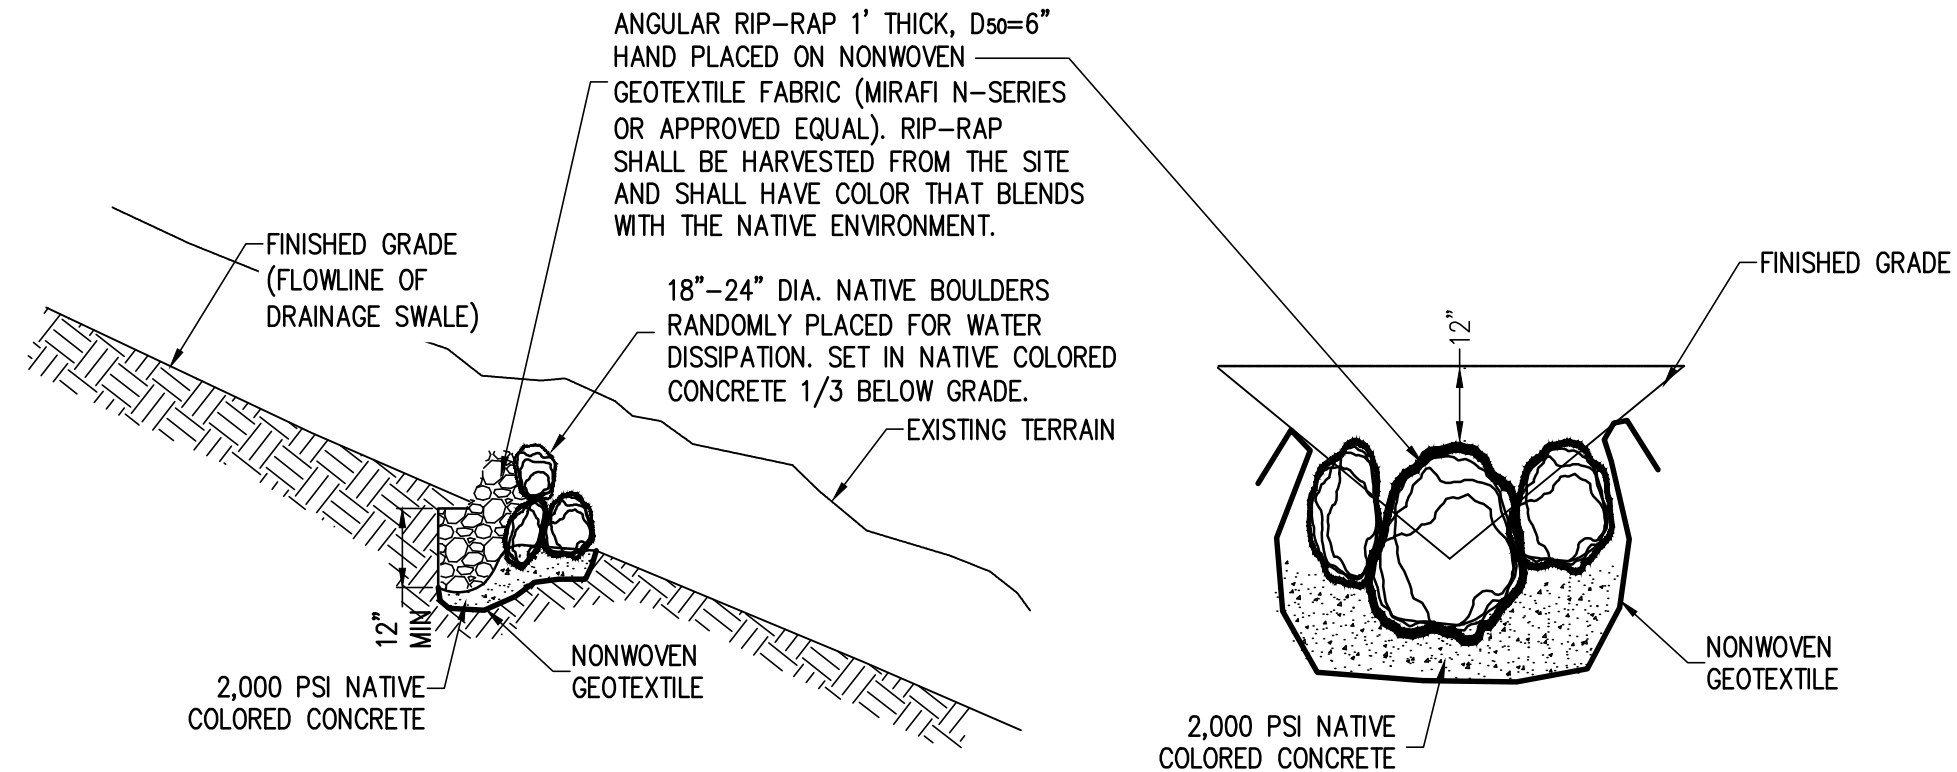 ANGULAR RIP-RAP 1' THICK, D50=6"
HAND PLACED ON NONWOVEN
GEOTEXTILE FABRIC (MIRAFI N-SERIES
OR APPROVED EQUAL). RIP-RAP
SHALL BE HARVESTED FROM THE SITE
AND SHALL HAVE COLOR THAT BLENDS
WITH THE NATIVE ENVIRONMENT.
FINISHED GRADE
(FLOWLINE OF
DRAINAGE SWALE)
18"-24" DIA. NATIVE BOULDERS
RANDOMLY PLACED FOR WATER
DISSIPATION. SET IN NATIVE COLORED
CONCRETE 1/3 BELOW GRADE.
EXISTING TERRAIN
12"
MIN
NONWOVEN
GEOTEXTILE
2,000 PSI NATIVE
COLORED CONCRETE
FINISHED GRADE
12"
NONWOVEN
GEOTEXTILE
2,000 PSI NATIVE
COLORED CONCRETE